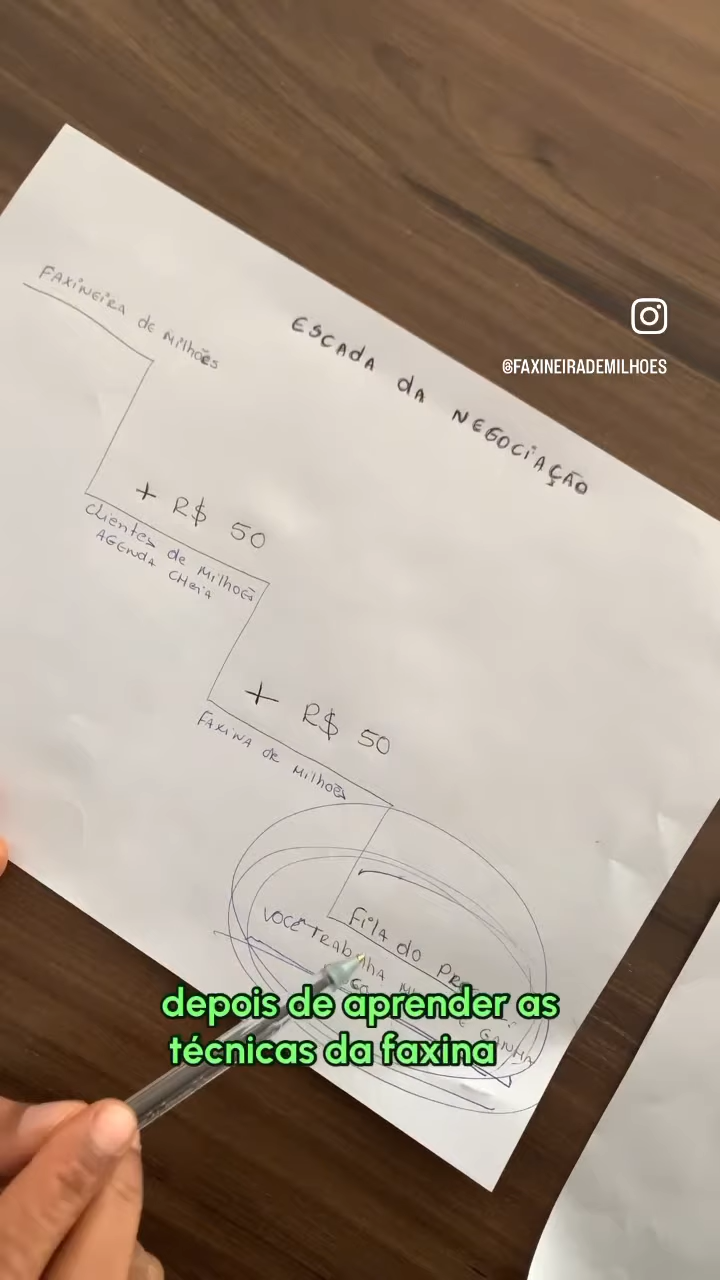 ESCADA da NEGOCIAÇÃO
@FAXINEIRADEMILHOES
FAXINEIRA de Milhões
+ R$ 50
Clientes de Milhões
AGENDA CHEIA
+ R$ 50
FAXINA DE Milhões
Fila do
VOCÊ TRABALHA
E GANHA
depois de aprender as
técnicas da faxina